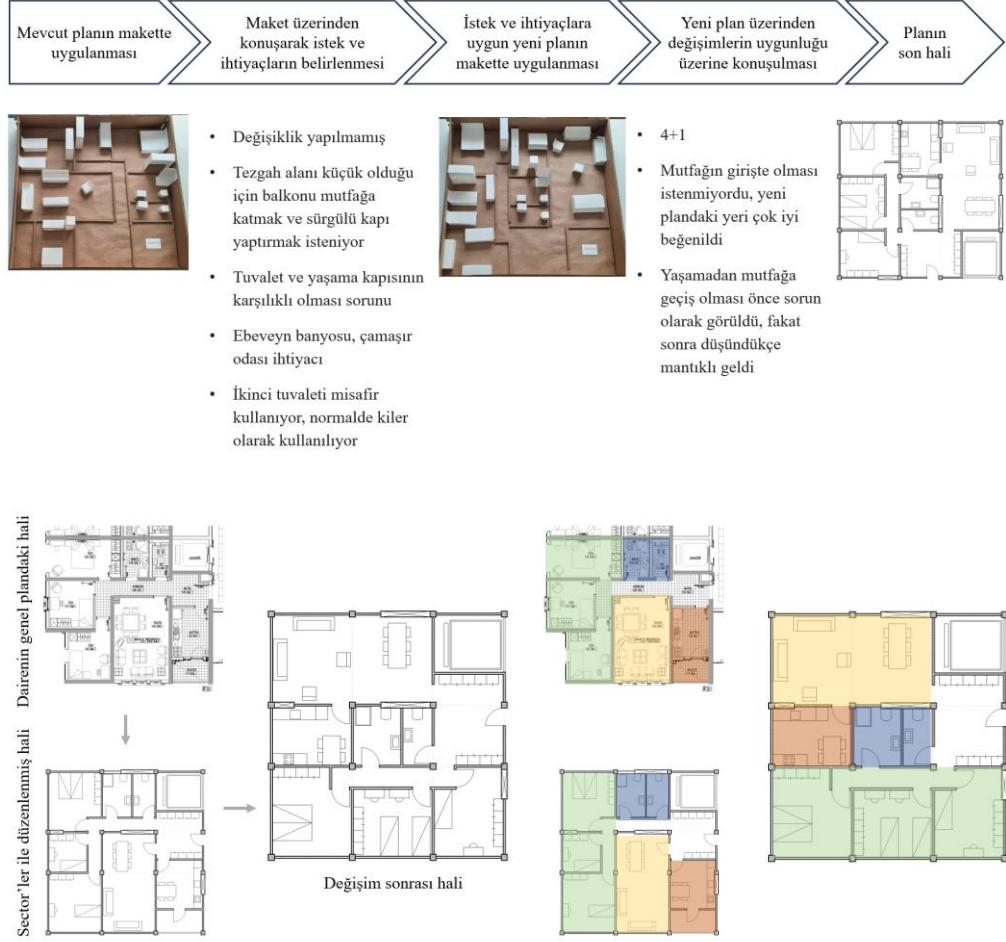 Mevcut planın makette
uygulanması
Maket üzerinden
konuşarak istek ve
ihtiyaçların belirlenmesi
İstek ve ihtiyaçlara
uygun yeni planın
makette uygulanması
Yeni plan üzerinden
değişimlerin uygunluğu
üzerine konuşulması
Planın
son hali
• Değişiklik yapılmamış
• Tezgah alanı küçük olduğu
için balkonu mutfağa
katmak ve sürgülü kapı
yaptırmak isteniyor
• Tuvalet ve yaşama kapısının
karşılıklı olması sorunu
• Ebeveyn banyosu, çamaşır
odası ihtiyacı
• İkinci tuvaleti misafir
kullanıyor, normalde kiler
olarak kullanılıyor
• 4+1
• Mutfağın girişte olması
istenmiyordu, yeni
plandaki yeri çok iyi
beğenildi
• Yaşamadan mutfağa
geçiş olması önce sorun
olarak görüldü, fakat
sonra düşündükçe
mantıklı geldi
Dairenin genel plandaki hali
Sector'ler ile düzenlenmiş hali
Değişim sonrası hali